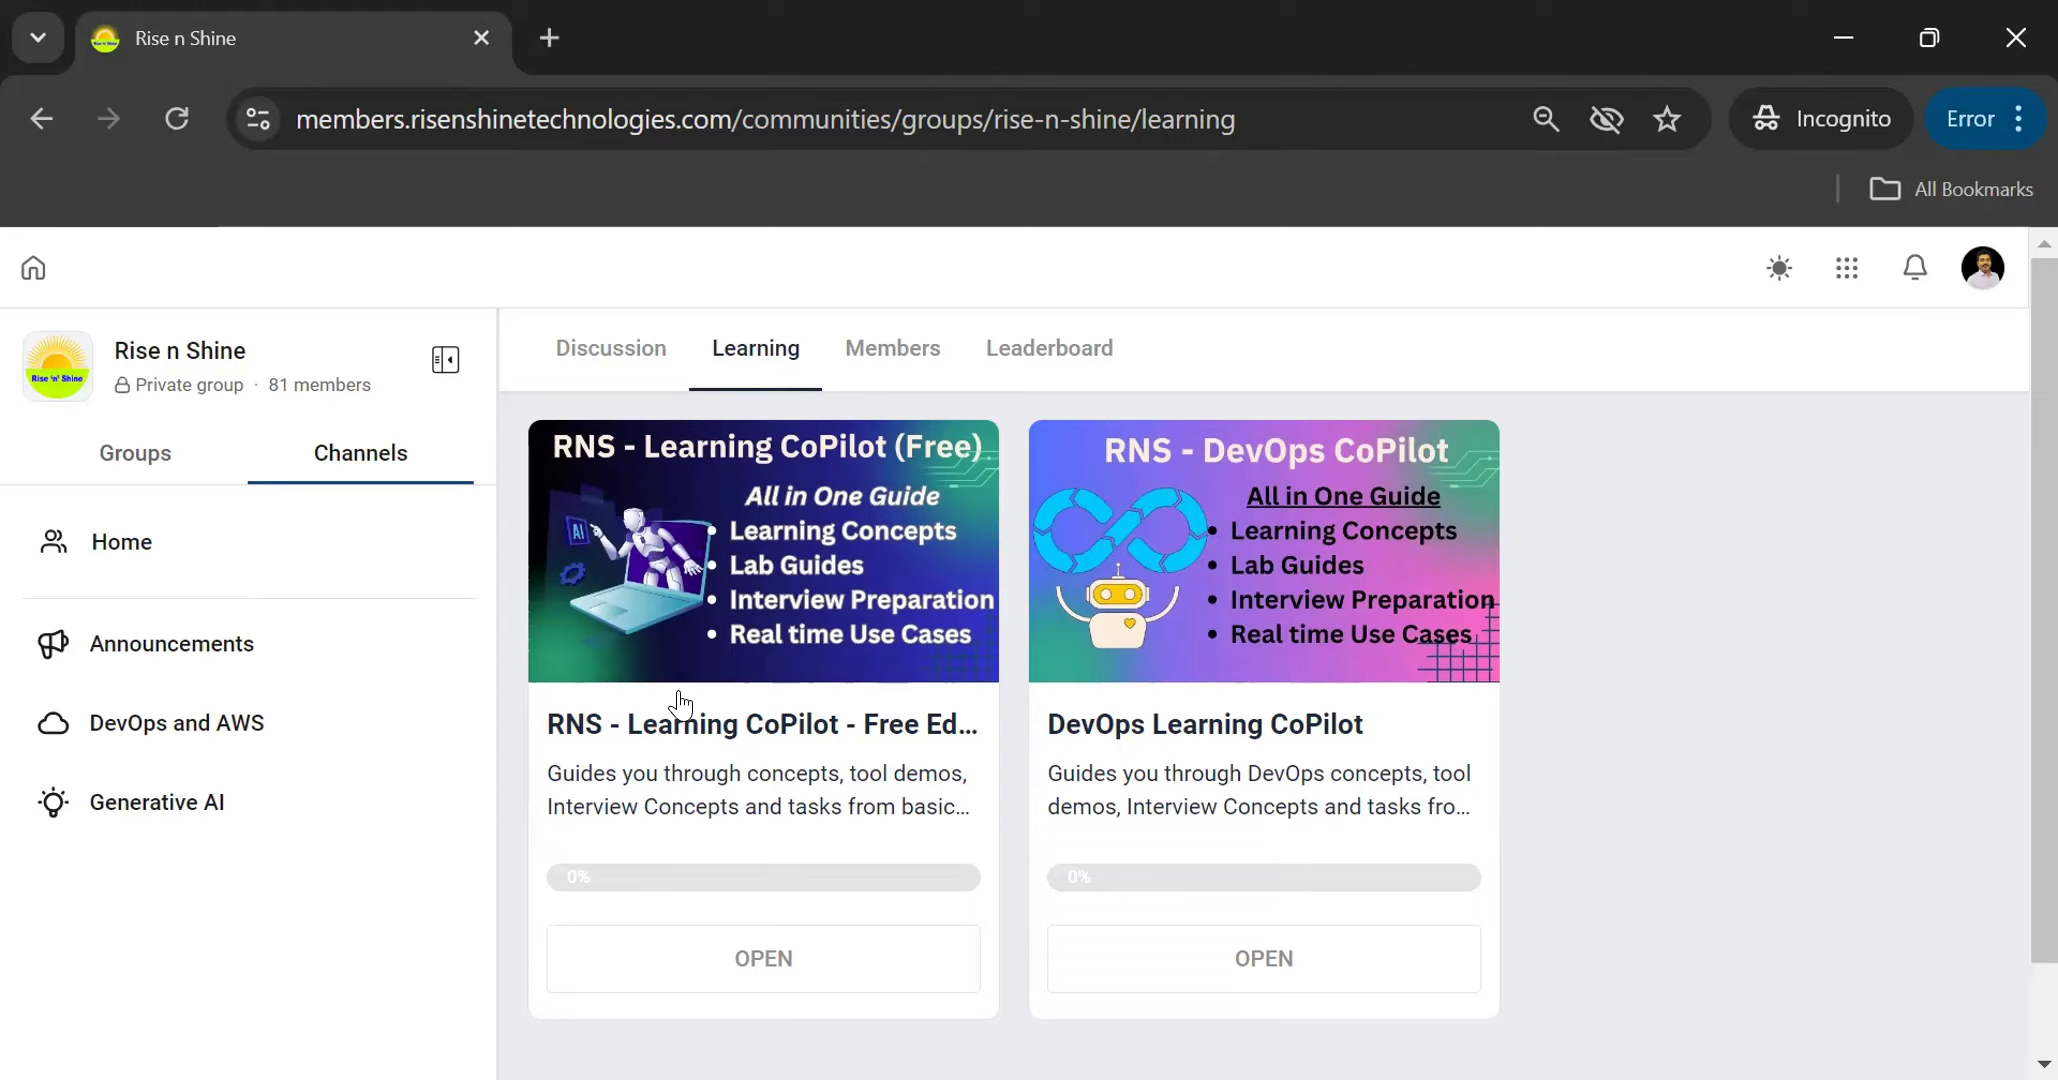 Rise n Shine
members.risenshinetechnologies.com/communities/groups/rise-n-shine/learning
Incognito
Error
All Bookmarks
Rise 'n' Shine
Rise n Shine
Private group · 81 members
Groups
Channels
Home
Announcements
DevOps and AWS
Generative AI
Discussion
Learning
Members
Leaderboard
RNS - Learning CoPilot (Free)
All in One Guide
• Learning Concepts
• Lab Guides
• Interview Preparation
• Real time Use Cases
AI
RNS - Learning CoPilot - Free Ed...
Guides you through concepts, tool demos,
Interview Concepts and tasks from basic...
0%
OPEN
RNS - DevOps CoPilot
All in One Guide
• Learning Concepts
• Lab Guides
• Interview Preparation
• Real time Use Cases
DevOps Learning CoPilot
Guides you through DevOps concepts, tool
demos, Interview Concepts and tasks fro...
0%
OPEN